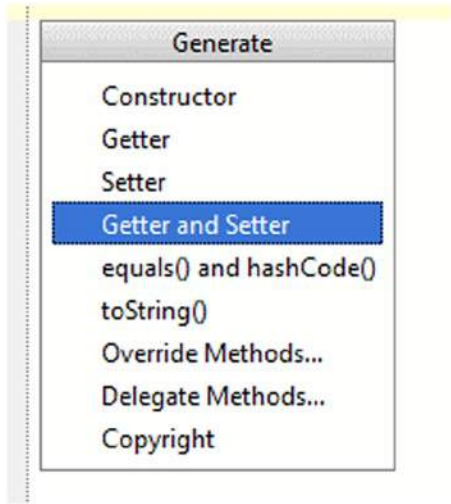 Generate
Constructor
Getter
Setter
Getter and Setter
equals() and hashCode()
toString()
Override Methods...
Delegate Methods...
Copyright